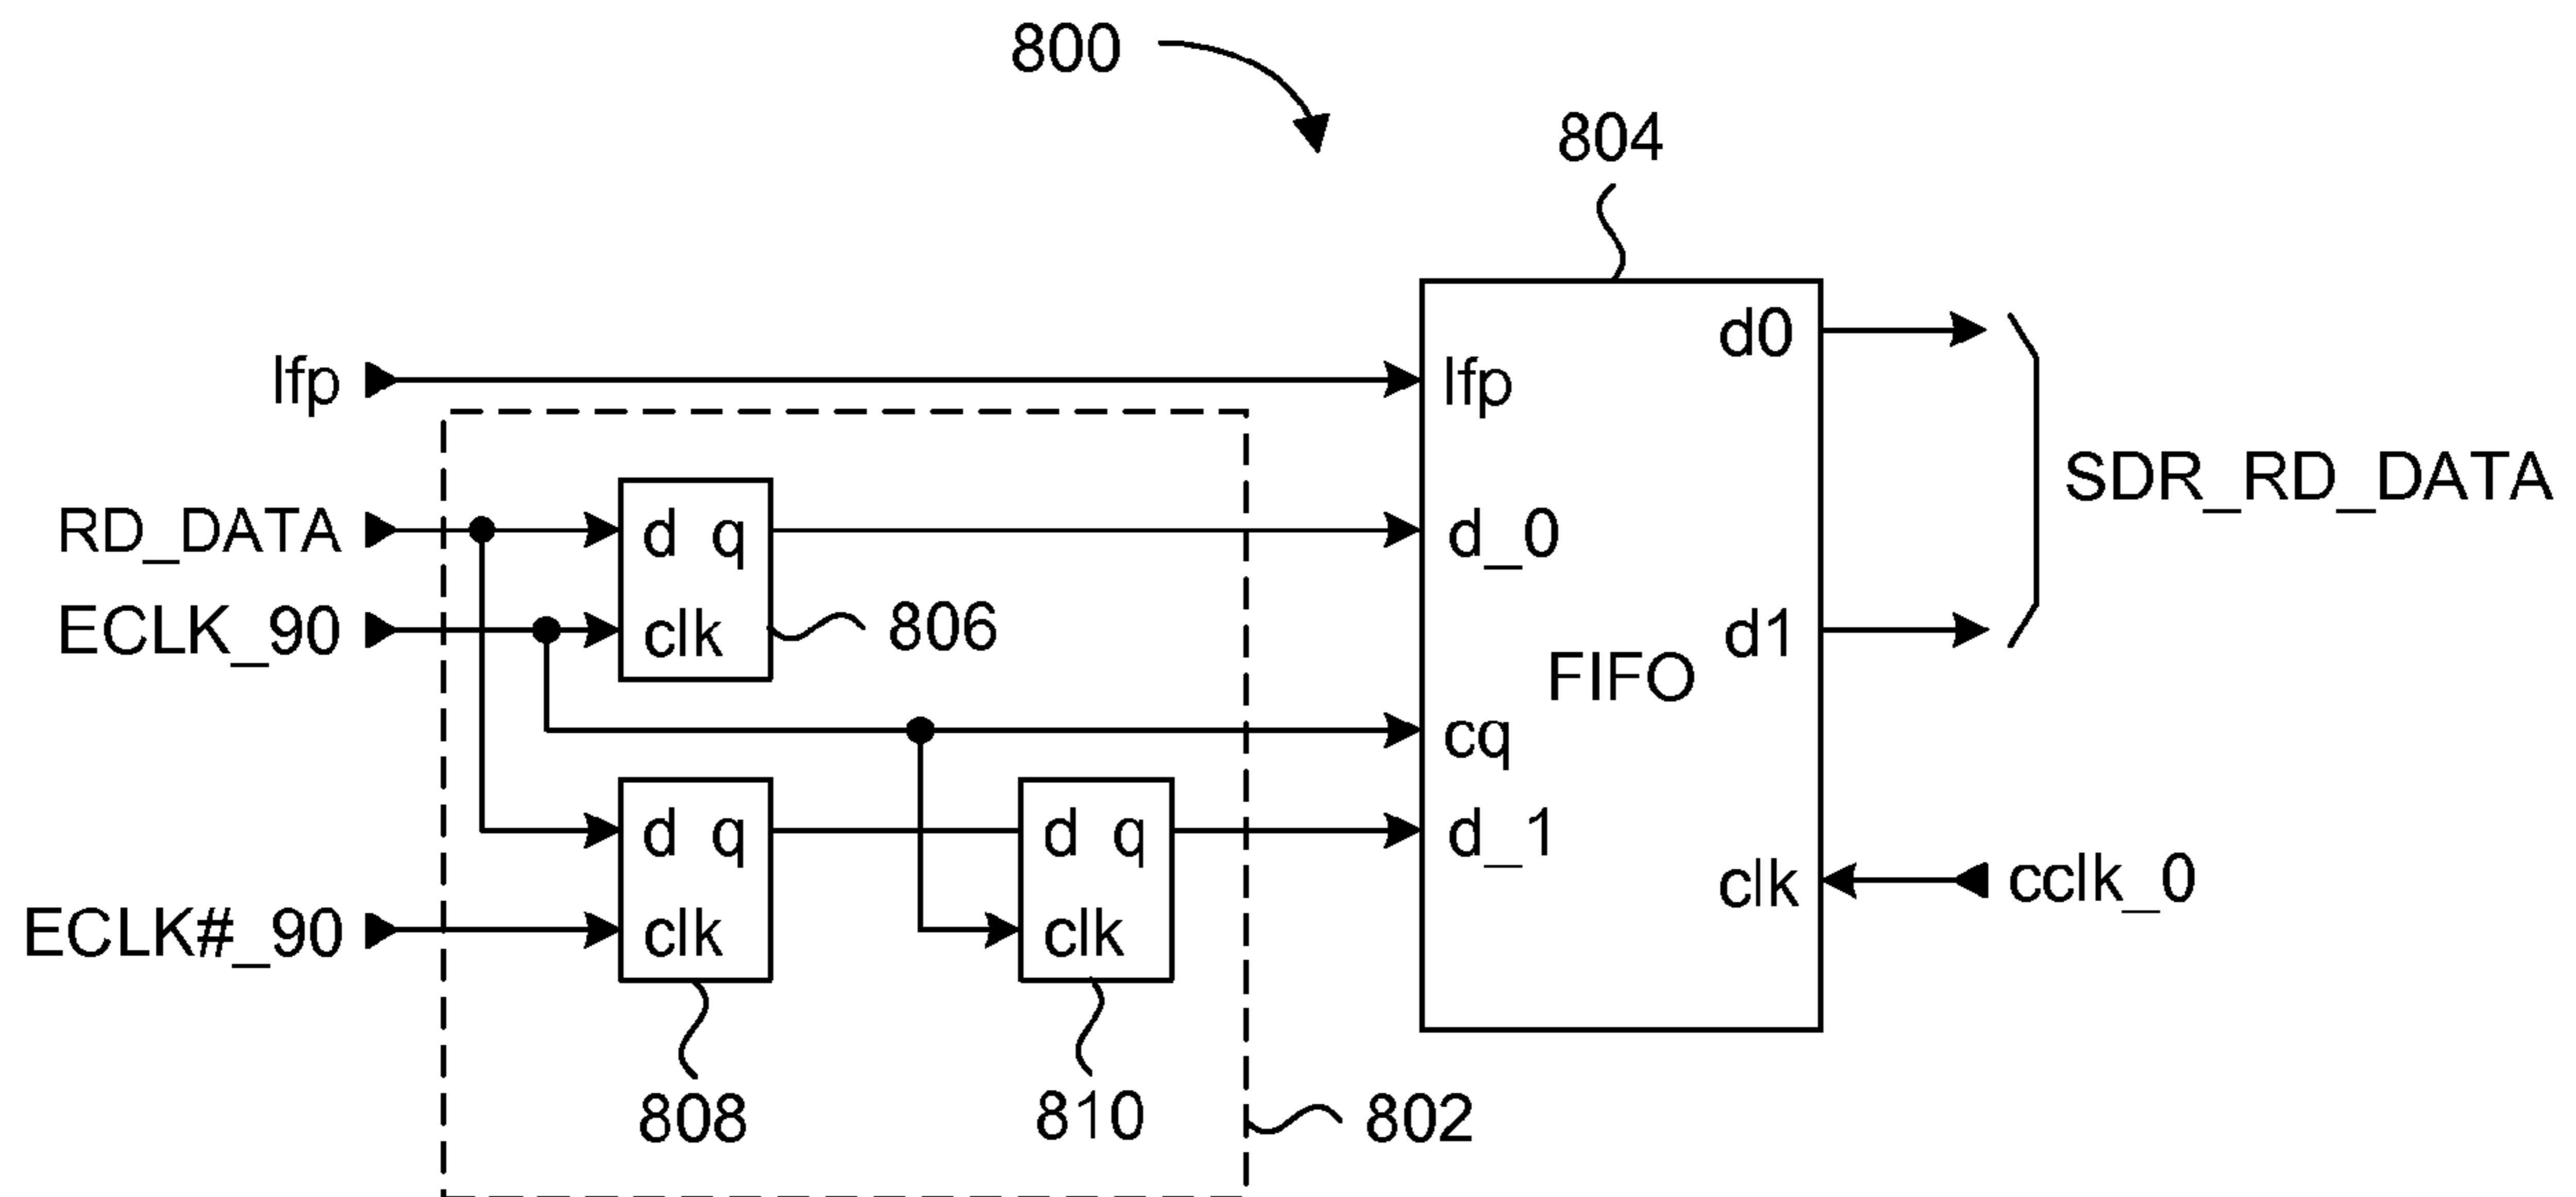 800
804
lfp
lfp
d0
RD_DATA
d q
d_0
SDR_RD_DATA
ECLK_90
clk
806
d1
FIFO
cq
d q
d q
d_1
ECLK#_90
clk
clk
clk
cclk_0
808
810
802